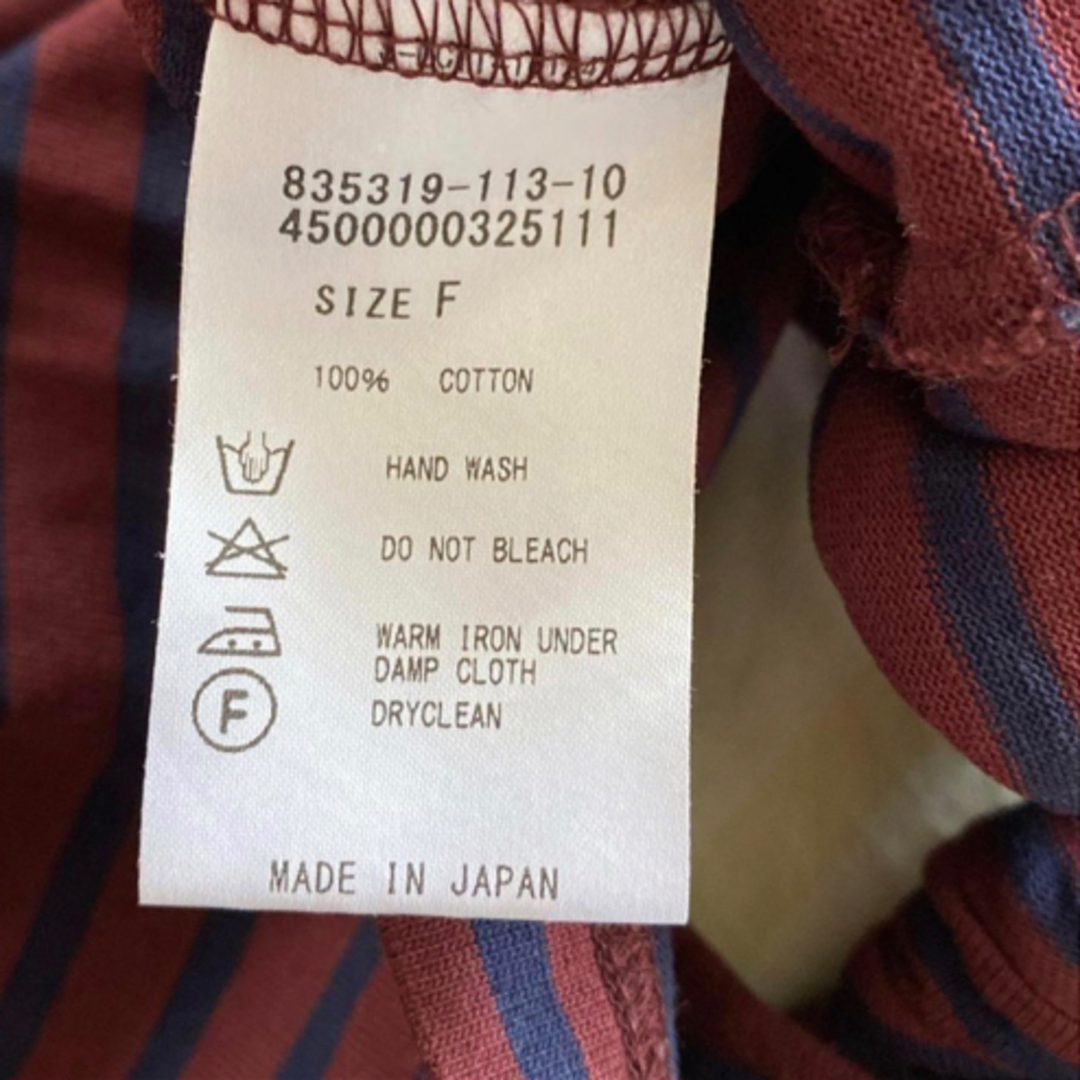 835319-113-10
4500000325111
SIZE F
100% COTTON
HAND WASH
DO NOT BLEACH
WARM IRON UNDER
DAMP CLOTH
F
DRYCLEAN
MADE IN JAPAN